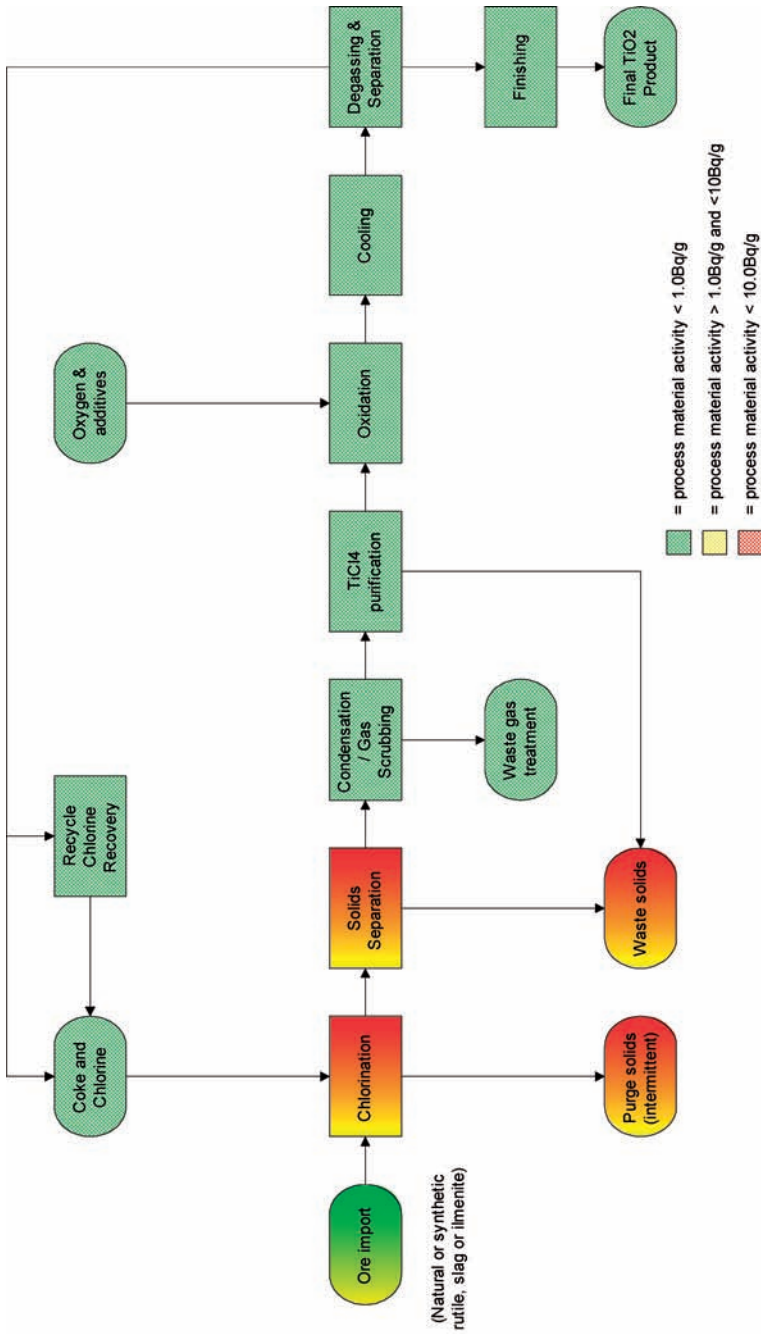 Coke and
Chlorine
Recycle
Chlorine
Recovery
Oxygen &
additives
Ore import
(Natural or synthetic
rutile, slag or ilmenite)
Chlorination
Solids
Separation
Condensation
/ Gas
Scrubbing
TiCl4
purification
Oxidation
Cooling
Degassing &
Separation
Purge solids
(intermittent)
Waste solids
Waste gas
treatment
Finishing
Final TiO2
Product
= process material activity < 1.0Bq/g
= process material activity > 1.0Bq/g and <10Bq/g
= process material activity < 10.0Bq/g